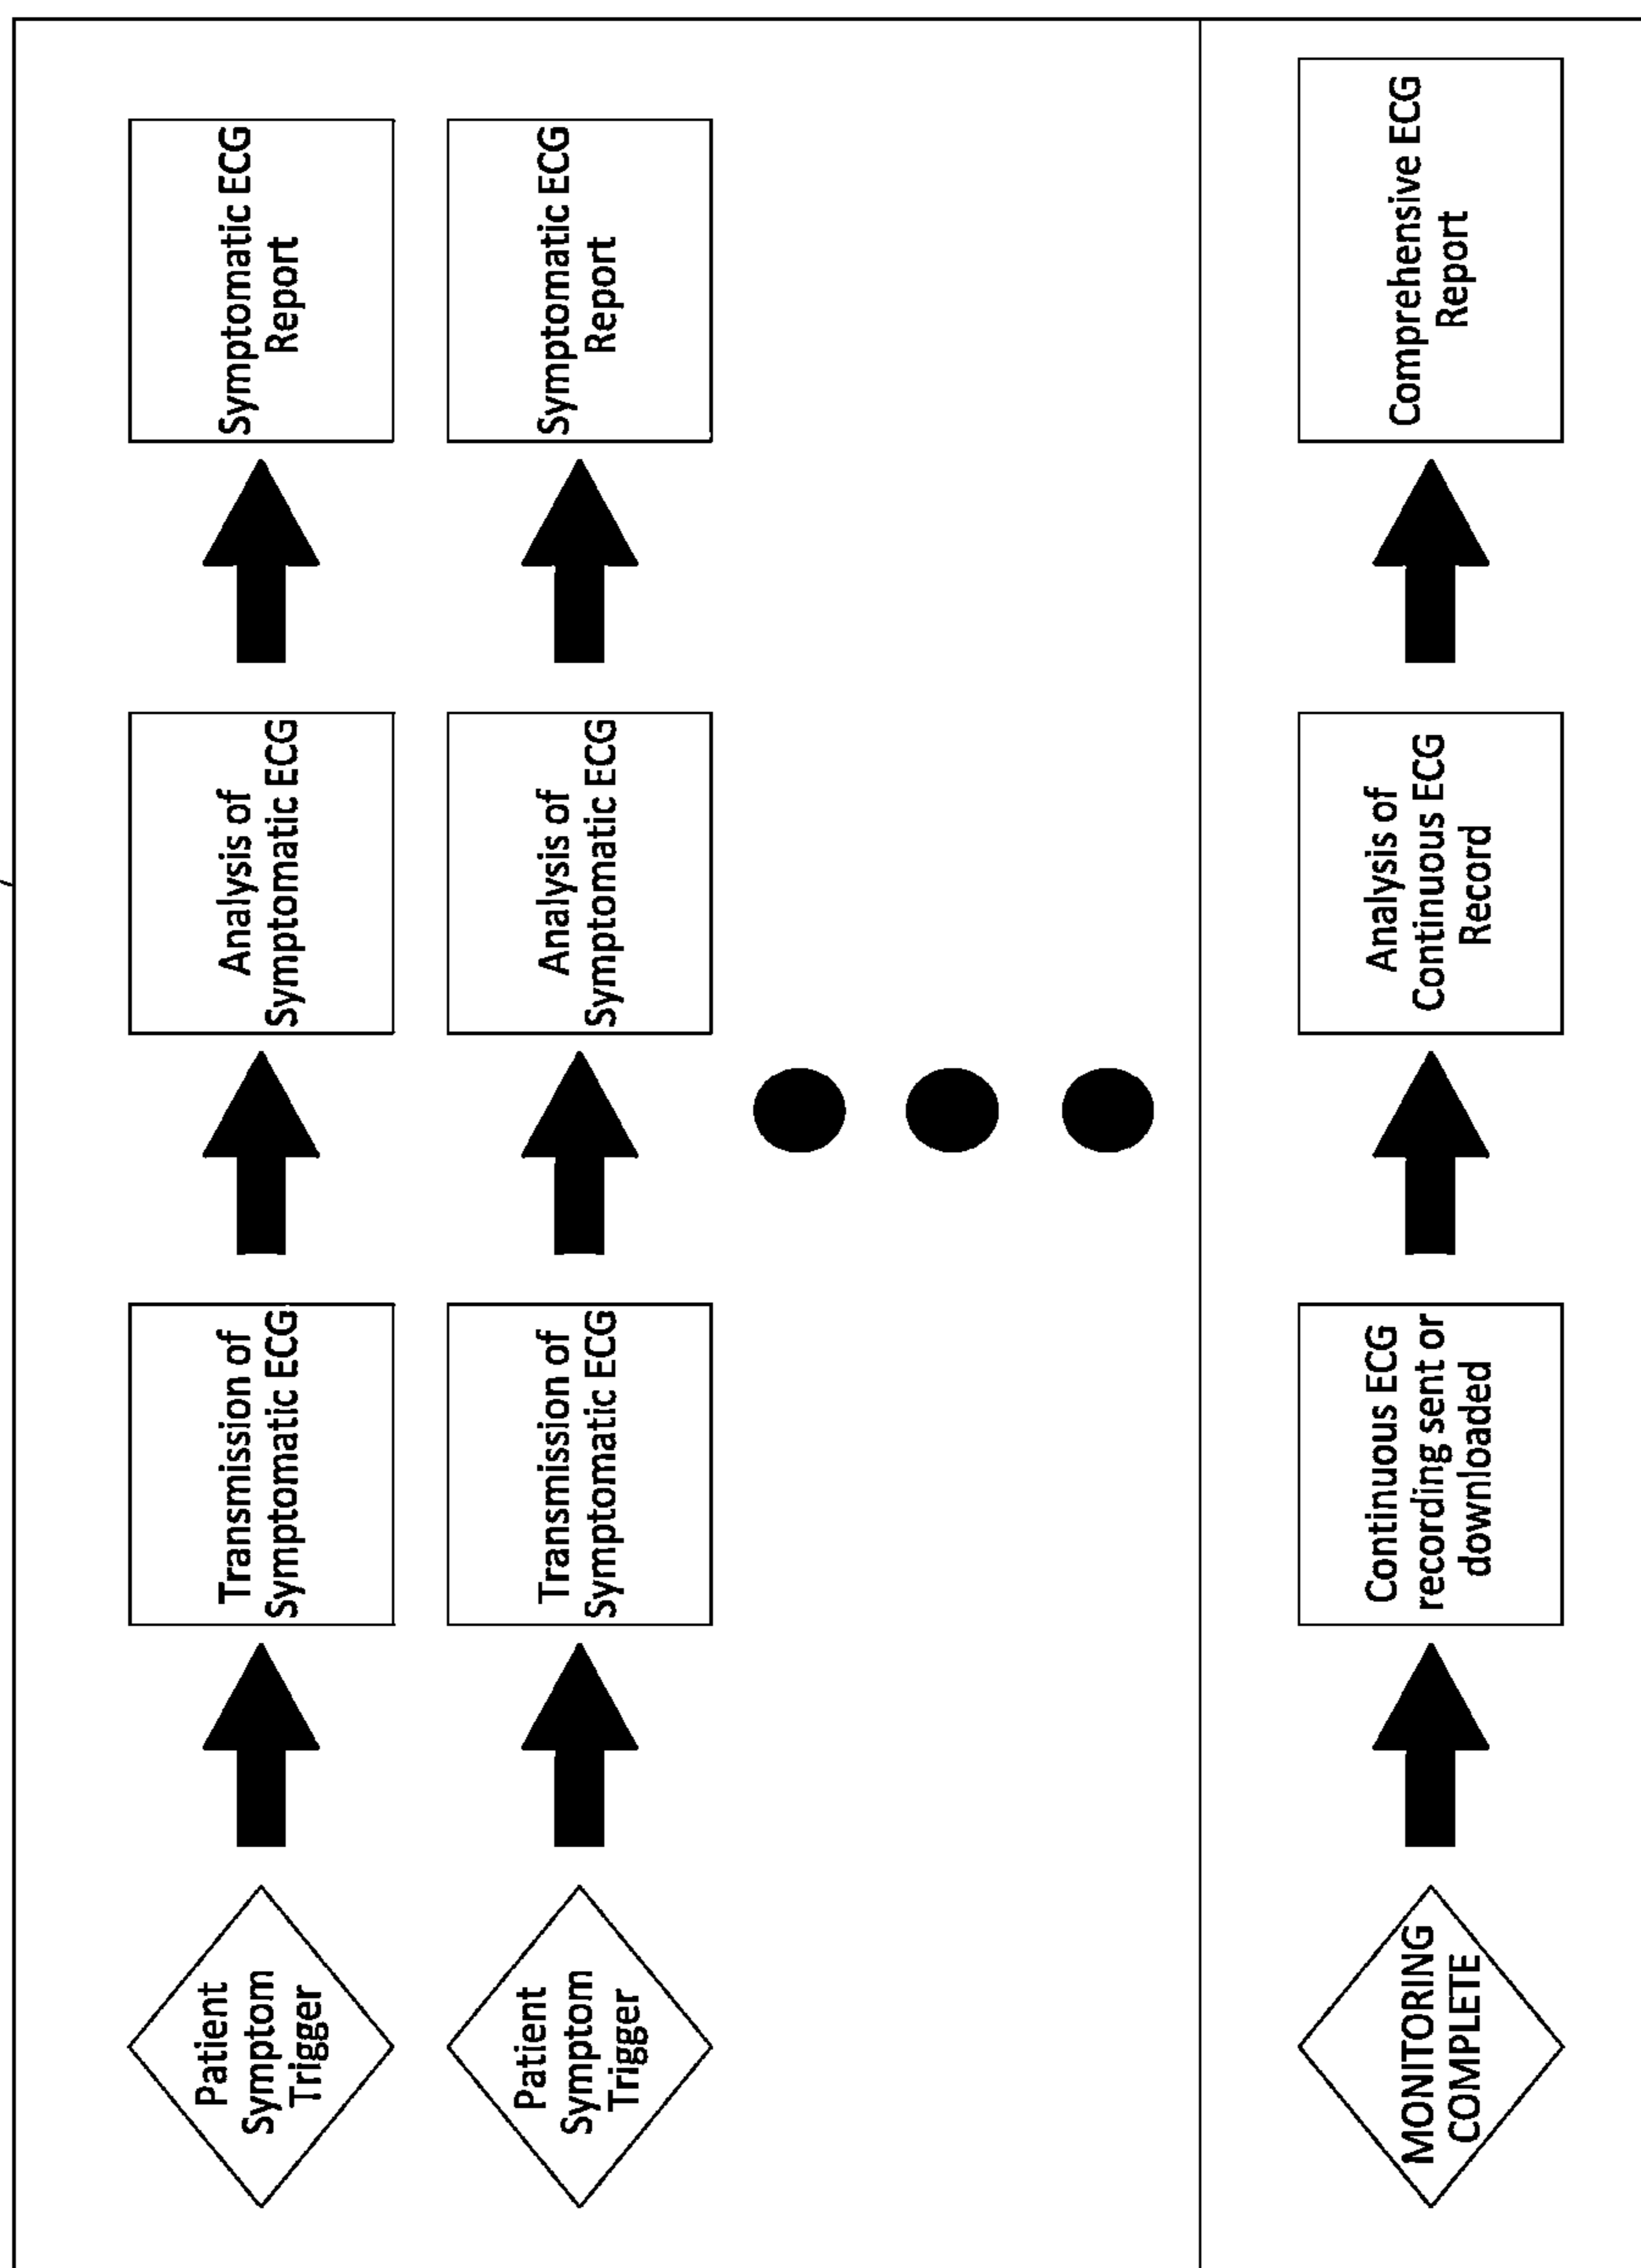 Patient
Symptom
Trigger
Transmission of
Symptomatic ECG
Analysis of
Symptomatic ECG
Symptomatic ECG
Report
Patient
Symptom
Trigger
Transmission of
Symptomatic ECG
Analysis of
Symptomatic ECG
Symptomatic ECG
Report
MONITORING
COMPLETE
Continuous ECG
recording sent or
downloaded
Analysis of
Continuous ECG
Record
Comprehensive ECG
Report